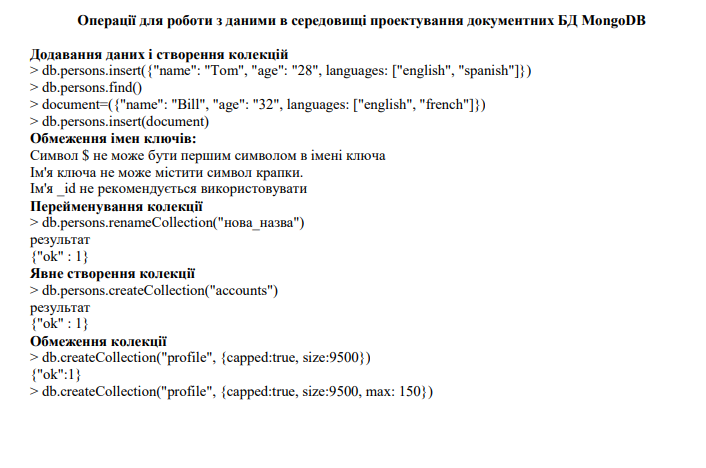 Операції для роботи з даними в середовищі проектування документних БД MongoDB
Додавання даних і створення колекцій
> db.persons.insert({"name": "Tom", "age": "28", languages: ["english", "spanish"]})
> db.persons.find()
> document=({"name": "Bill", "age": "32", languages: ["english", "french"]})
> db.persons.insert(document)
Обмеження імен ключів:
Символ $ не може бути першим символом в імені ключа
Ім'я ключа не може містити символ крапки.
Ім'я _id не рекомендується використовувати
Перейменування колекції
> db.persons.renameCollection("нова_назва")
результат
{"ok" : 1}
Явне створення колекції
> db.persons.createCollection("accounts")
результат
{"ok" : 1}
Обмеження колекції
> db.createCollection("profile", {capped:true, size:9500})
{"ok":1}
> db.createCollection("profile", {capped:true, size:9500, max: 150})